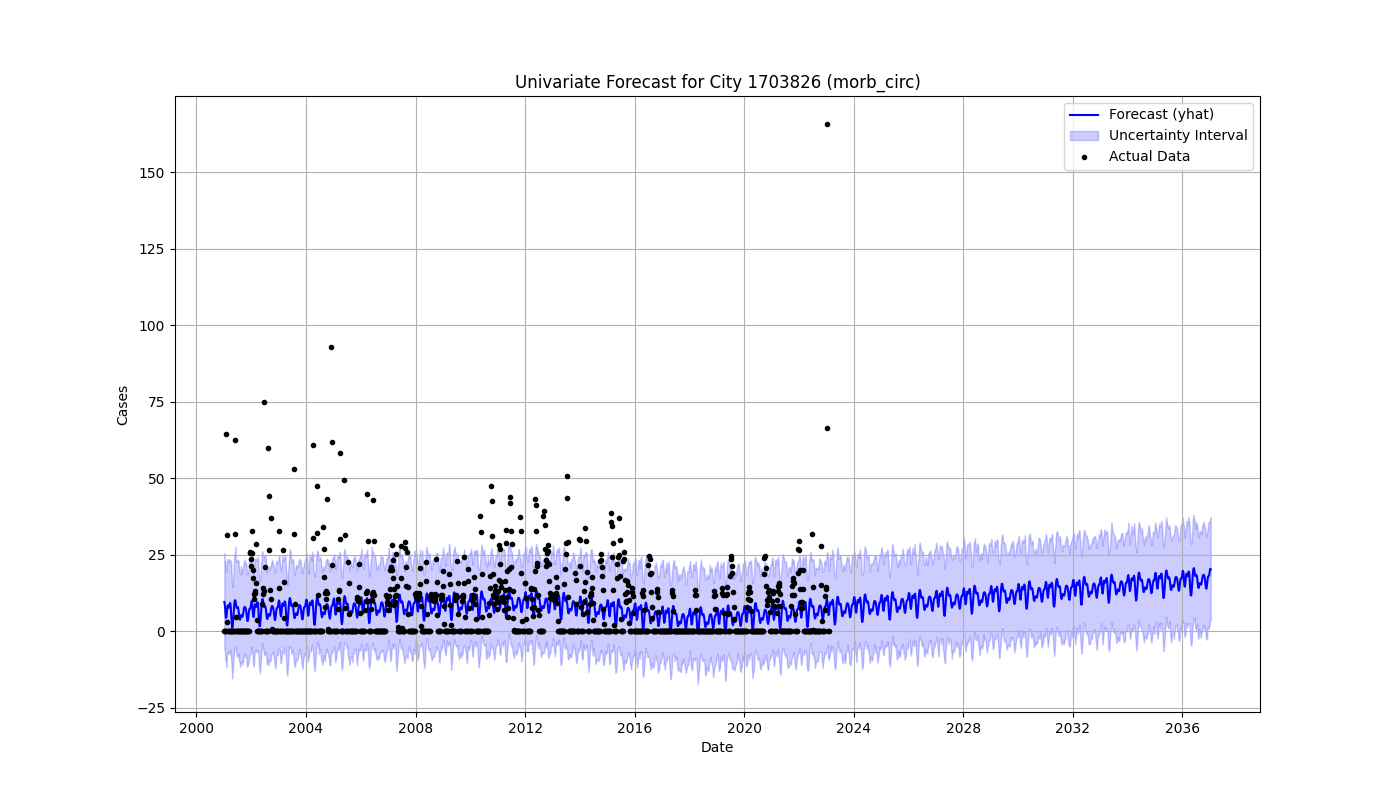 Univariate Forecast for City 1703826 (morb_circ)
Forecast (yhat)
Uncertainty Interval
Actual Data
150
125
100
75
50
25
0
−25
Cases
2000 2004 2008 2012 2016 2020 2024 2028 2032 2036
Date